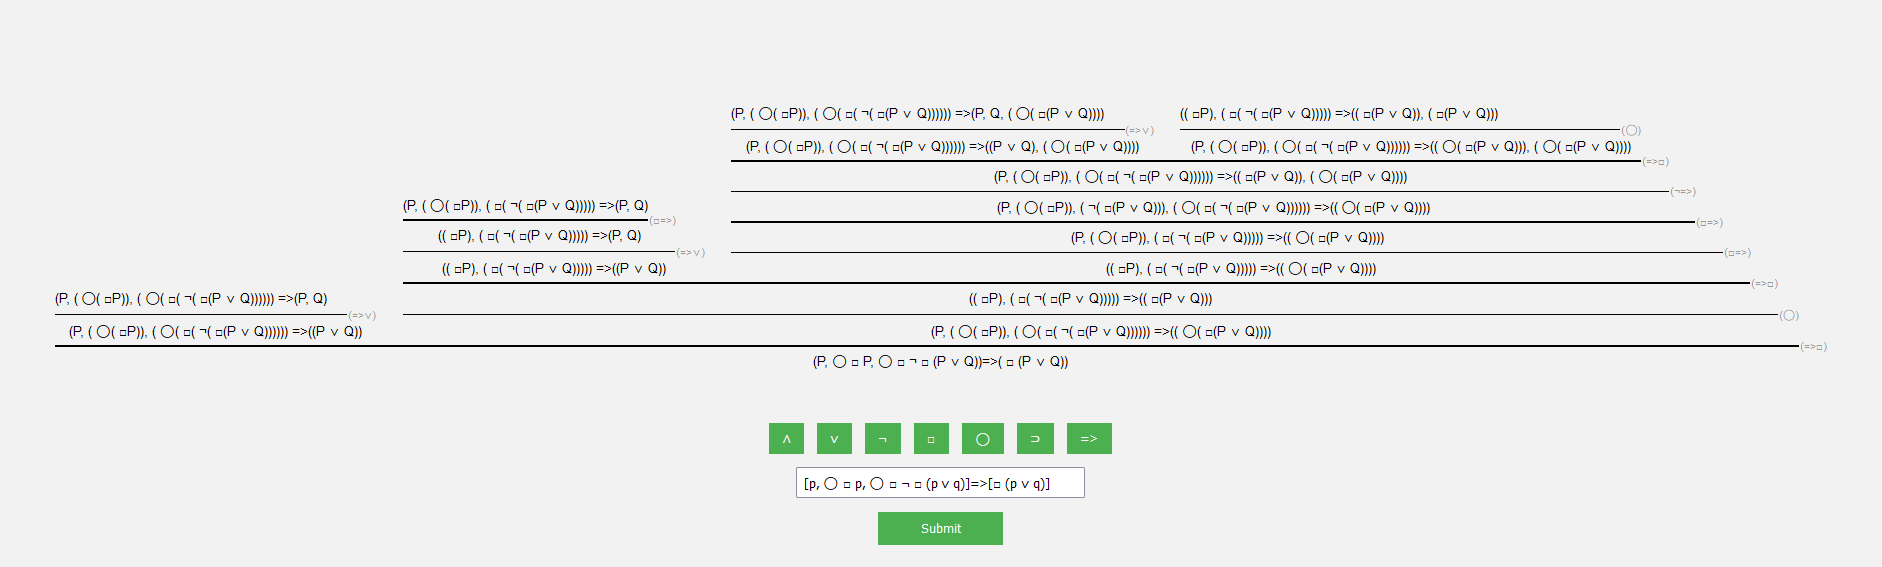 (P, ( ◯( □P)), ( ◯( □( ¬( □(P ∨ Q)))))) =>(P, Q, ( ◯( □(P ∨ Q)))) (( □P), ( □( ¬( □(P ∨ Q))))) =>(( □(P ∨ Q)), ( □(P ∨ Q)))
(=>∨) (◯)
(P, ( ◯( □P)), ( ◯( □( ¬( □(P ∨ Q)))))) =>((P ∨ Q), ( ◯( □(P ∨ Q)))) (P, ( ◯( □P)), ( ◯( □( ¬( □(P ∨ Q)))))) =>(( ◯( □(P ∨ Q))), ( ◯( □(P ∨ Q))))
(=>□)
(P, ( ◯( □P)), ( ◯( □( ¬( □(P ∨ Q)))))) =>(( □(P ∨ Q)), ( ◯( □(P ∨ Q))))
(¬=>)
(P, ( ◯( □P)), ( ¬( □(P ∨ Q))), ( ◯( □( ¬( □(P ∨ Q)))))) =>(( ◯( □(P ∨ Q))))
(□=>)
(P, ( ◯( □P)), ( □( ¬( □(P ∨ Q))))) =>(( ◯( □(P ∨ Q))))
(□=>)
(( □P), ( □( ¬( □(P ∨ Q))))) =>(( ◯( □(P ∨ Q))))
(P, ( ◯( □P)), ( □( ¬( □(P ∨ Q))))) =>(P, Q)
(□=>)
(( □P), ( □( ¬( □(P ∨ Q))))) =>(P, Q)
(=>∨)
(( □P), ( □( ¬( □(P ∨ Q))))) =>((P ∨ Q))
(=>□)
(( □P), ( □( ¬( □(P ∨ Q))))) =>(( □(P ∨ Q)))
(P, ( ◯( □P)), ( ◯( □( ¬( □(P ∨ Q)))))) =>(P, Q)
(=>∨) (◯)
(P, ( ◯( □P)), ( ◯( □( ¬( □(P ∨ Q)))))) =>((P ∨ Q)) (P, ( ◯( □P)), ( ◯( □( ¬( □(P ∨ Q)))))) =>(( ◯( □(P ∨ Q))))
(=>□)
(P, ◯ □ P, ◯ □ ¬ □ (P ∨ Q))=>( □ (P ∨ Q))
∧ ∨ ¬ □ ◯ ⊃ =>
[p, ◯ □ p, ◯ □ ¬ □ (p ∨ q)]=>[□ (p ∨ q)]
Submit